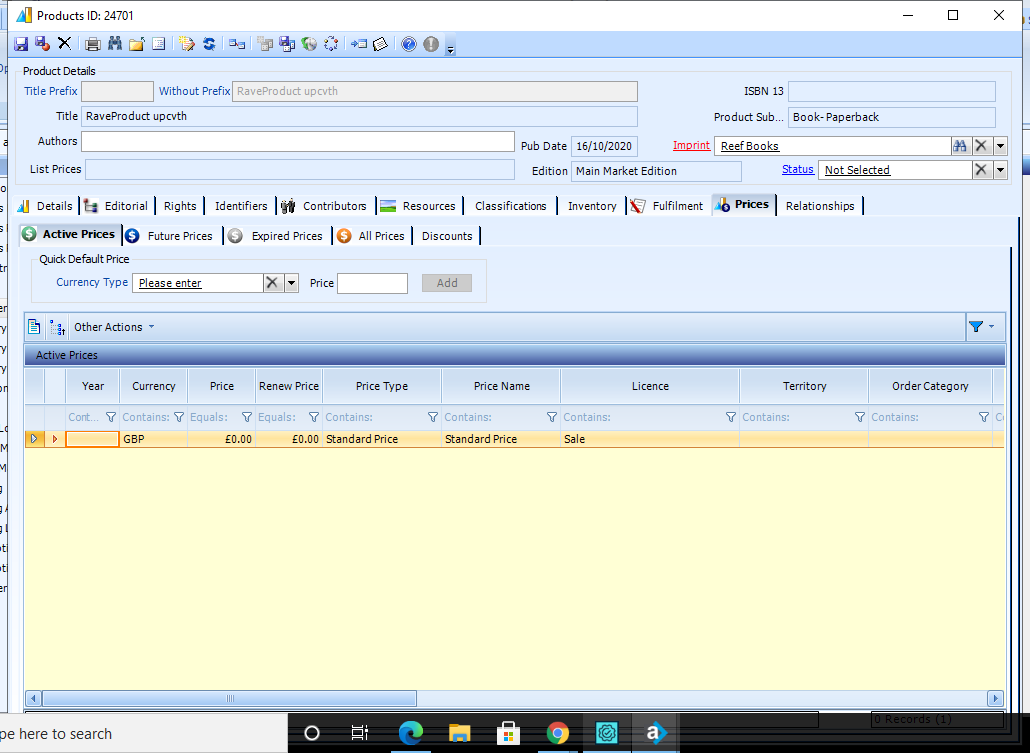 Products ID: 24701
Product Details
Title Prefix Without Prefix RaveProduct upcvth ISBN 13
Title RaveProduct upcvth Product Sub... Book- Paperback
Authors Pub Date 16/10/2020 Imprint Reef Books
List Prices Edition Main Market Edition Status Not Selected
Details Editorial Rights Identifiers Contributors Resources Classifications Inventory Fulfilment Prices Relationships
Active Prices Future Prices Expired Prices All Prices Discounts
Quick Default Price
Currency Type Please enter Price Add
Other Actions
Active Prices
Year Currency Price Renew Price Price Type Price Name Licence Territory Order Category
Cont... Contains: Equals: Equals: Contains: Contains: Contains: Contains: Contains:
GBP £0.00 £0.00 Standard Price Standard Price Sale
0 Records (1)
pe here to search